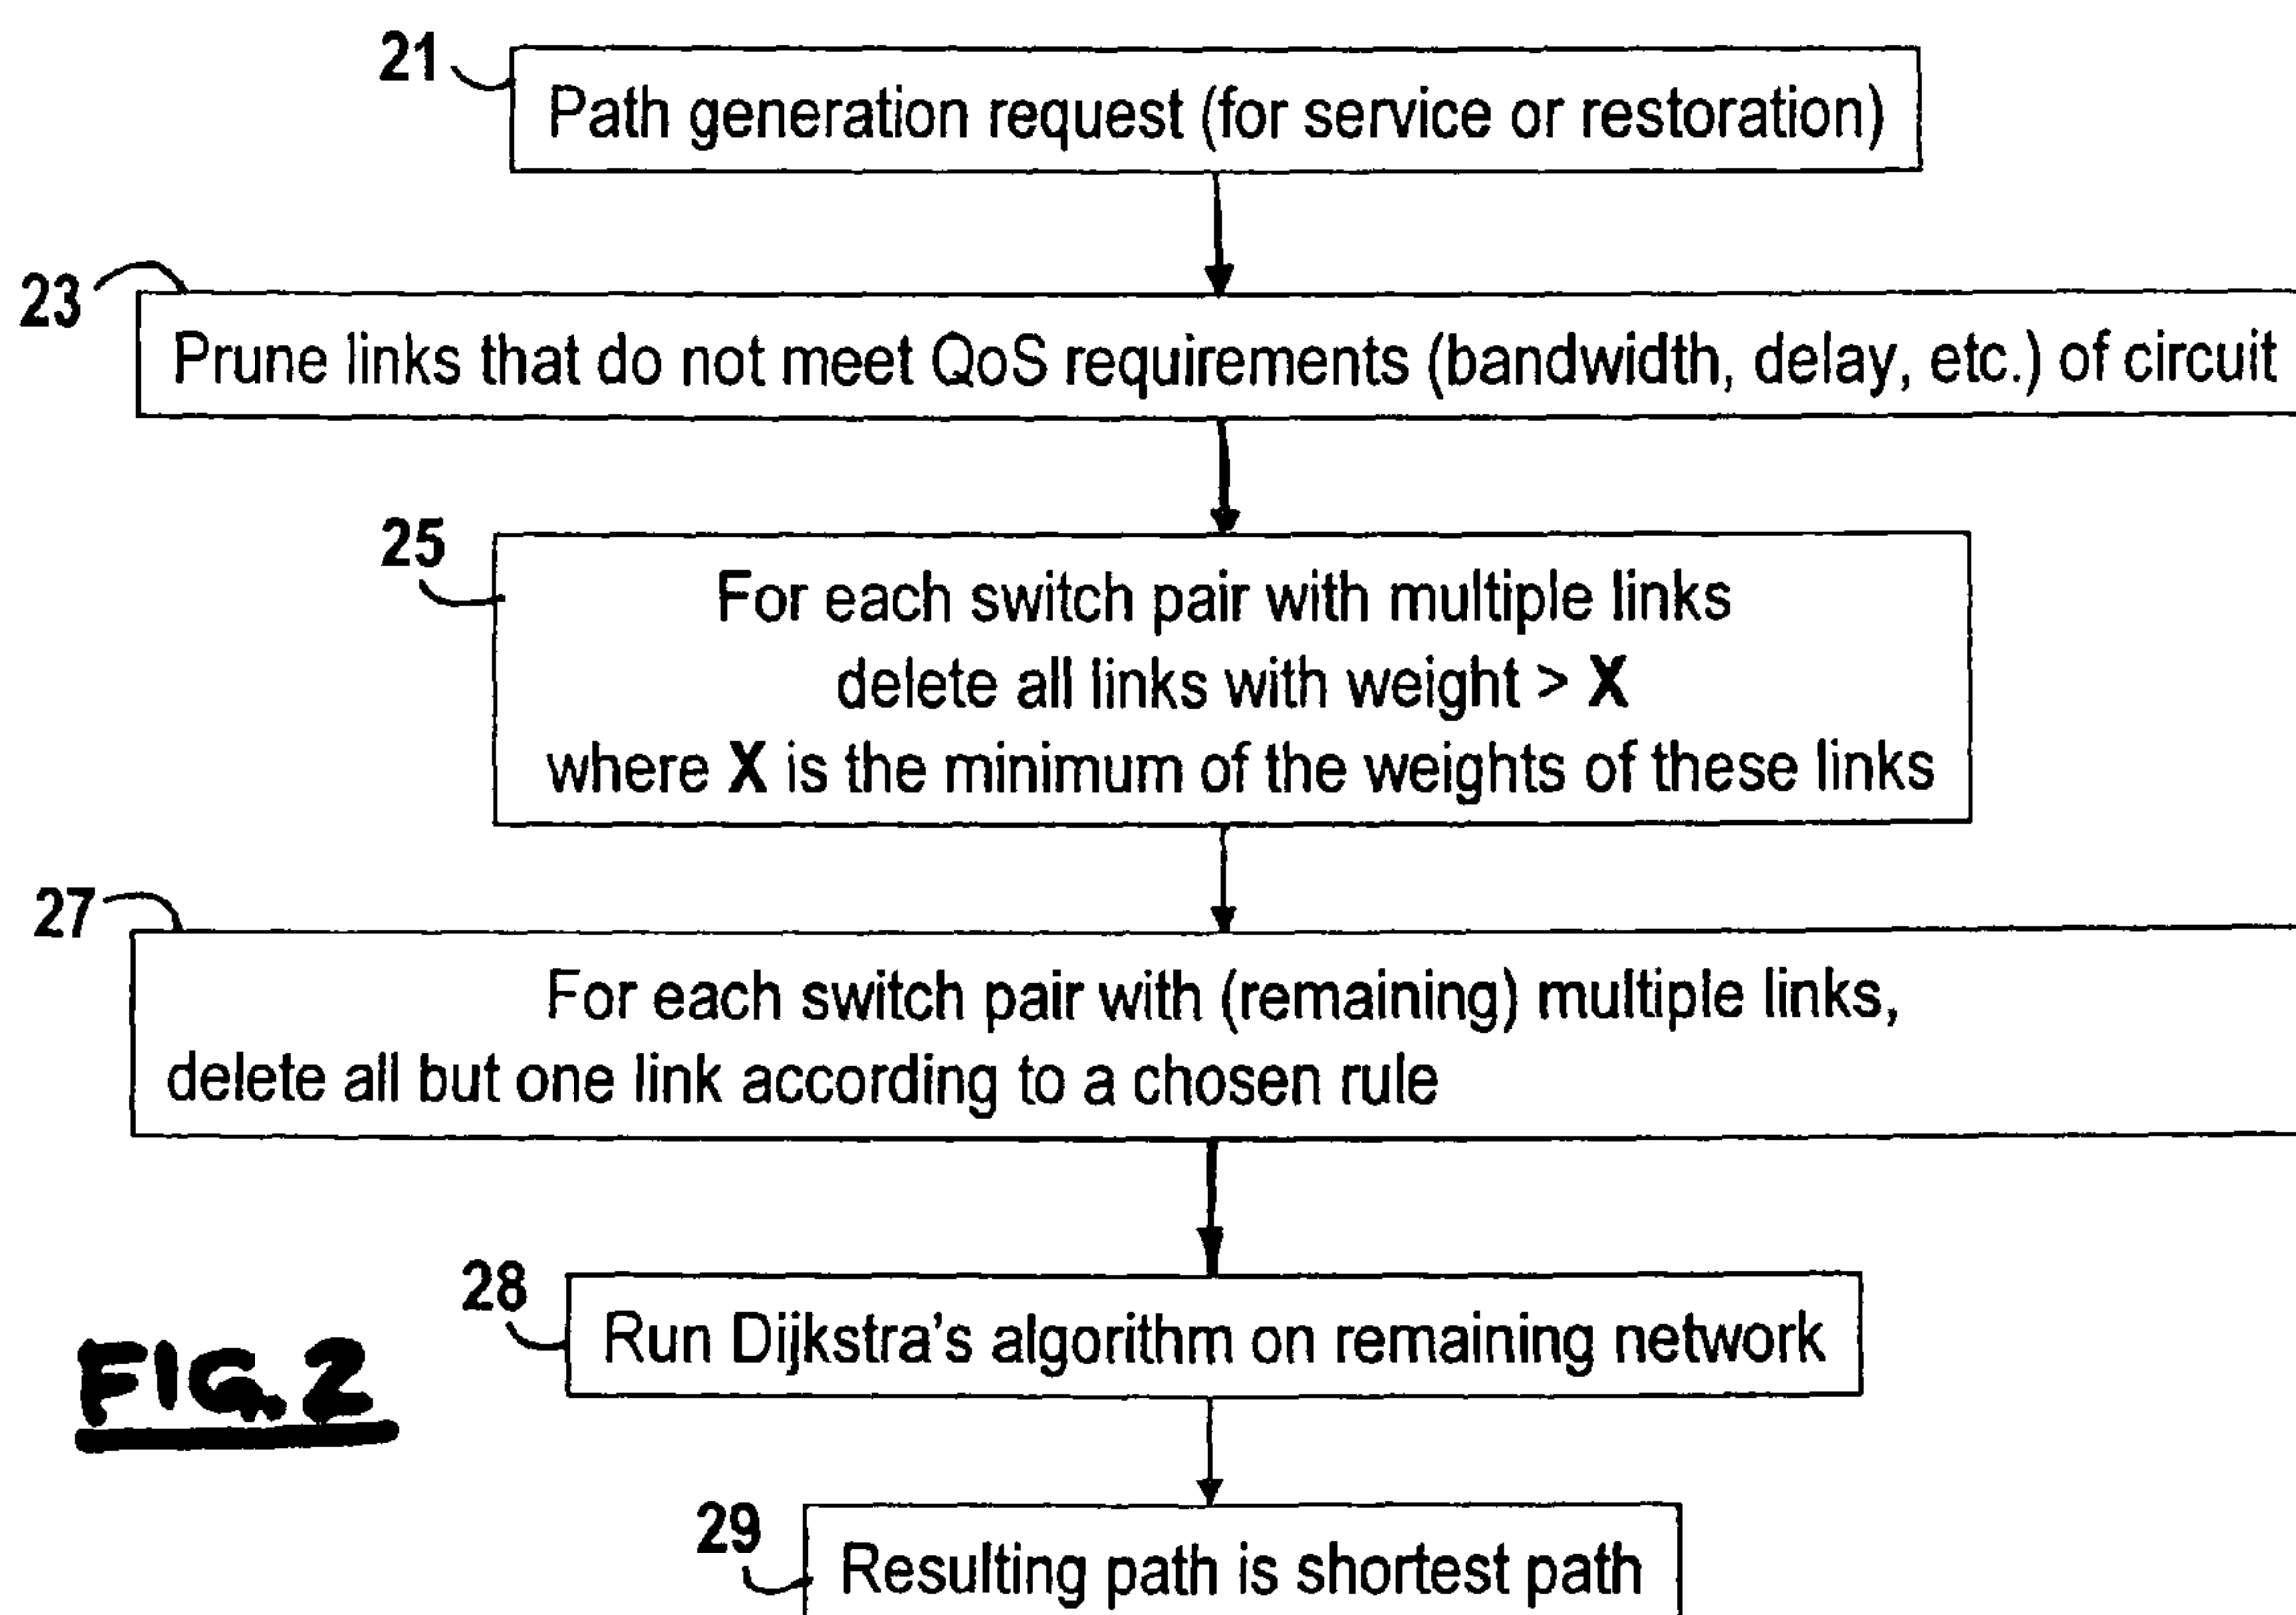 21
Path generation request (for service or restoration)
23
Prune links that do not meet QoS requirements (bandwidth, delay, etc.) of circuit
25
For each switch pair with multiple links
delete all links with weight > X
where X is the minimum of the weights of these links
27
For each switch pair with (remaining) multiple links,
delete all but one link according to a chosen rule
28
Run Dijkstra's algorithm on remaining network
FIG. 2
29
Resulting path is shortest path